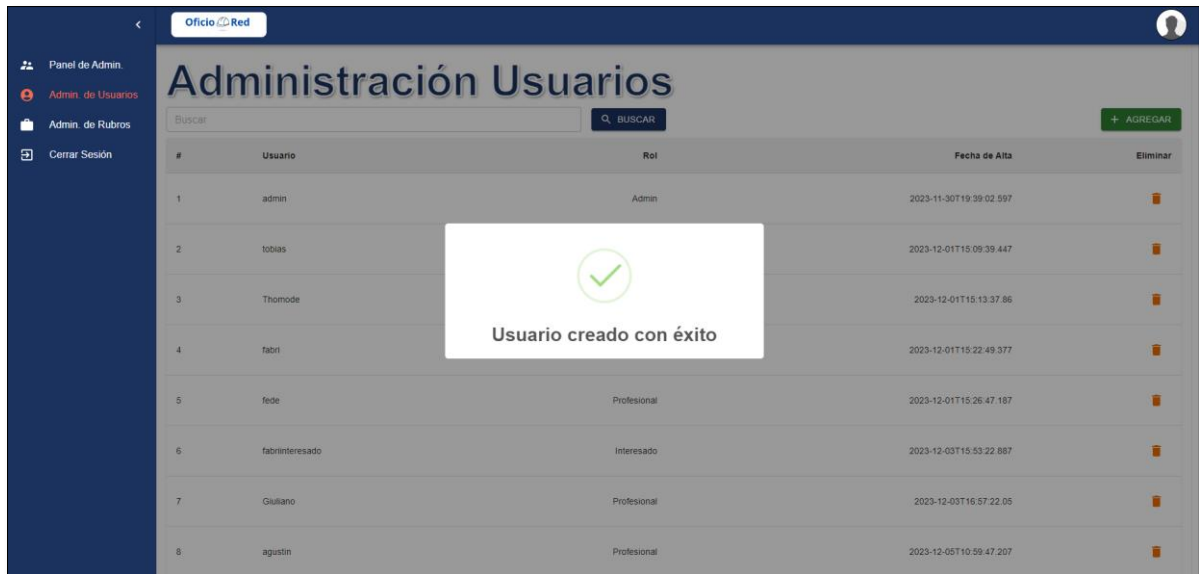 Oficio Red
Panel de Admin.
Admin. de Usuarios
Admin. de Rubros
Cerrar Sesión
Administración Usuarios
Buscar
BUSCAR
+ AGREGAR
# Usuario Rol Fecha de Alta Eliminar
1 admin Admin 2023-11-30T19:39:02.597
2 tobias 2023-12-01T15:09:39.447
3 Thomode 2023-12-01T15:13:37.86
4 fabri 2023-12-01T15:22:49.377
5 fede Profesional 2023-12-01T15:26:47.187
6 fabriinteresado Interesado 2023-12-03T15:53:22.887
7 Giuliano Profesional 2023-12-03T16:57:22.05
8 agustin Profesional 2023-12-05T10:59:47.207
Usuario creado con éxito